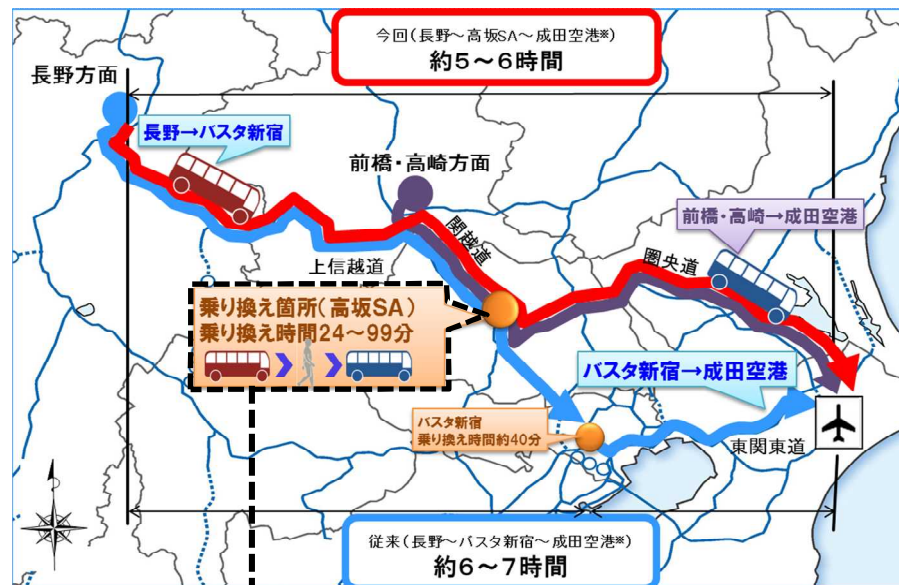 今回(長野~高坂SA~成田空港※)
約5~6時間
長野方面
長野→バスタ新宿
前橋・高崎方面
関越道
前橋・高崎→成田空港
圏央道
上信越道
乗り換え箇所(高坂SA)
乗り換え時間24~99分
バスタ新宿→成田空港
バスタ新宿
乗り換え時間約40分
東関東道
従来(長野~バスタ新宿~成田空港※)
約6~7時間